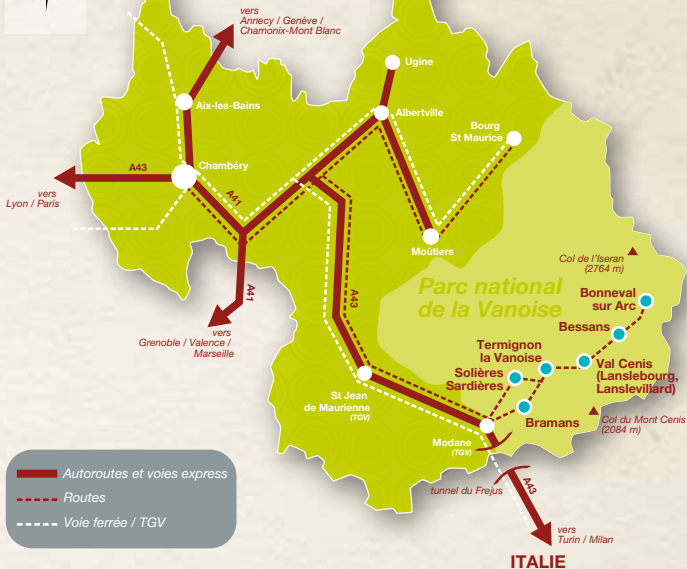 vers
Annecy / Genève /
Chamonix-Mont Blanc
Ugine
Aix-les-Bains
Albertville
Bourg
St Maurice
A43
Chambéry
vers
Lyon / Paris
A41
Moûtiers
Col de l'Iseran
(2764 m)
Parc national
de la Vanoise
Bonneval
sur Arc
A41
A43
Bessans
vers
Grenoble / Valence /
Marseille
Termignon
la Vanoise
Solières
Sardières
Val Cenis
(Lanslebourg,
Lanslevillard)
St Jean
de Maurienne
(TGV)
Bramans
Col du Mont Cenis
(2084 m)
Modane
(TGV)
Autoroutes et voies express
Routes
Voie ferrée / TGV
tunnel du Frejus
A43
vers
Turin / Milan
ITALIE